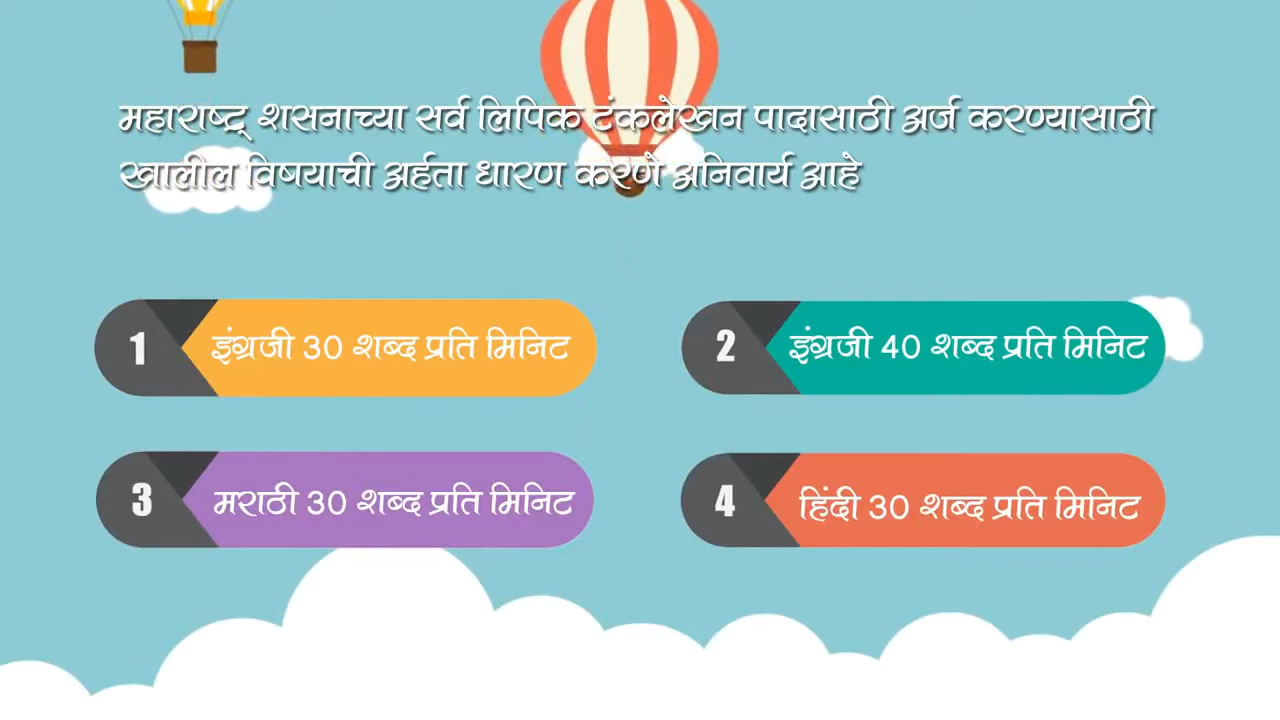 महाराष्ट्र् शसनाच्या सर्व लिपिक टंकलेखन पादासाठी अर्ज करण्यासाठी
खालील विषयाची अर्हता धारण करणे अनिवार्य आहे
1 इंग्रजी 30 शब्द प्रति मिनिट
2 इंग्रजी 40 शब्द प्रति मिनिट
3 मराठी 30 शब्द प्रति मिनिट
4 हिंदी 30 शब्द प्रति मिनिट